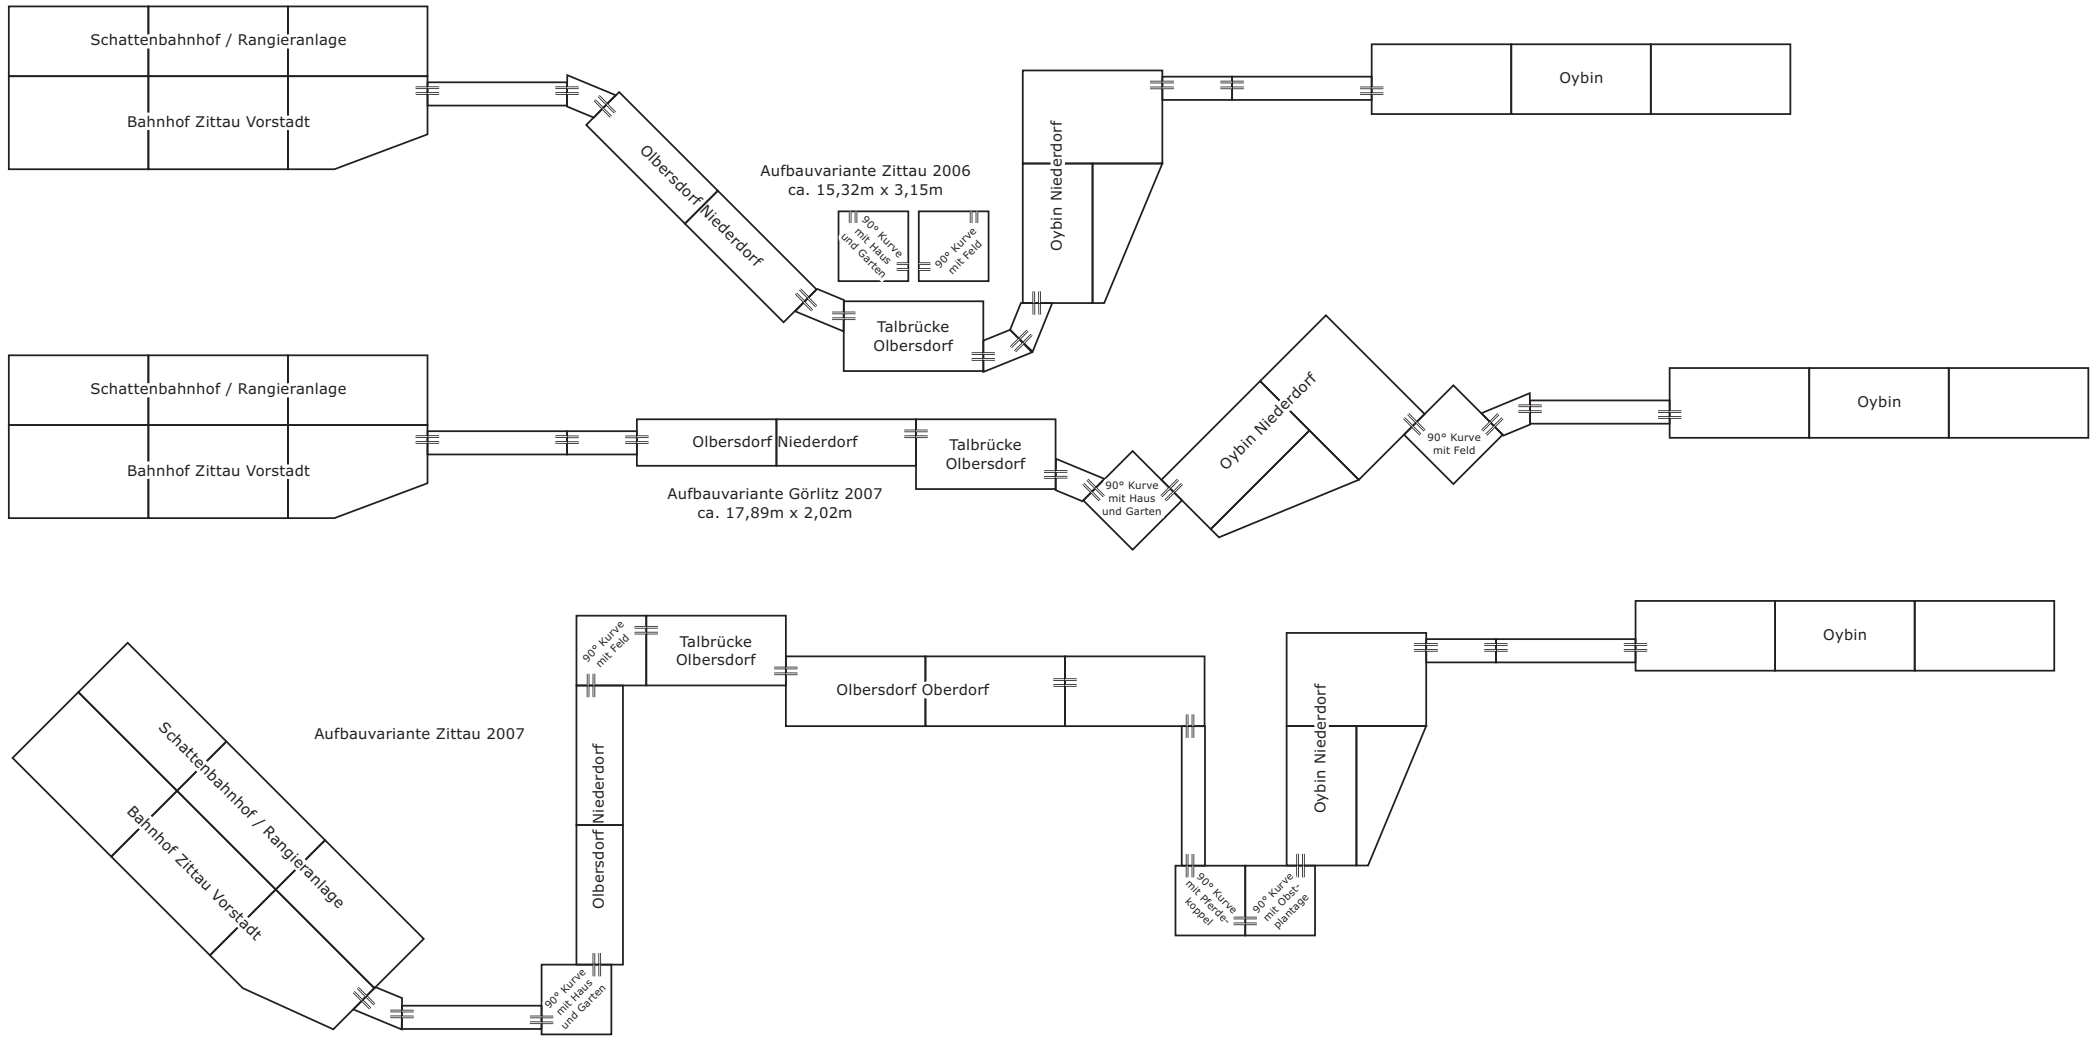 Schattenbahnhof / Rangieranlage
Bahnhof Zittau Vorstadt
Olbersdorf Niederdorf
Aufbauvariante Zittau 2006
ca. 15,32m x 3,15m
90° Kurve
mit Haus
und Garten
90° Kurve
mit Feld
Talbrücke
Olbersdorf
Oybin Niederdorf
Oybin
Schattenbahnhof / Rangieranlage
Bahnhof Zittau Vorstadt
Olbersdorf Niederdorf
Talbrücke
Olbersdorf
Aufbauvariante Görlitz 2007
ca. 17,89m x 2,02m
90° Kurve
mit Haus
und Garten
Oybin Niederdorf
90° Kurve
mit Feld
Oybin
Schattenbahnhof / Rangieranlage
Bahnhof Zittau Vorstadt
Aufbauvariante Zittau 2007
90° Kurve
mit Haus
und Garten
Olbersdorf Niederdorf
90° Kurve
mit Feld
Talbrücke
Olbersdorf
Olbersdorf Oberdorf
90° Kurve
mit Pferde-
koppel
90° Kurve
mit Obst-
plantage
Oybin Niederdorf
Oybin